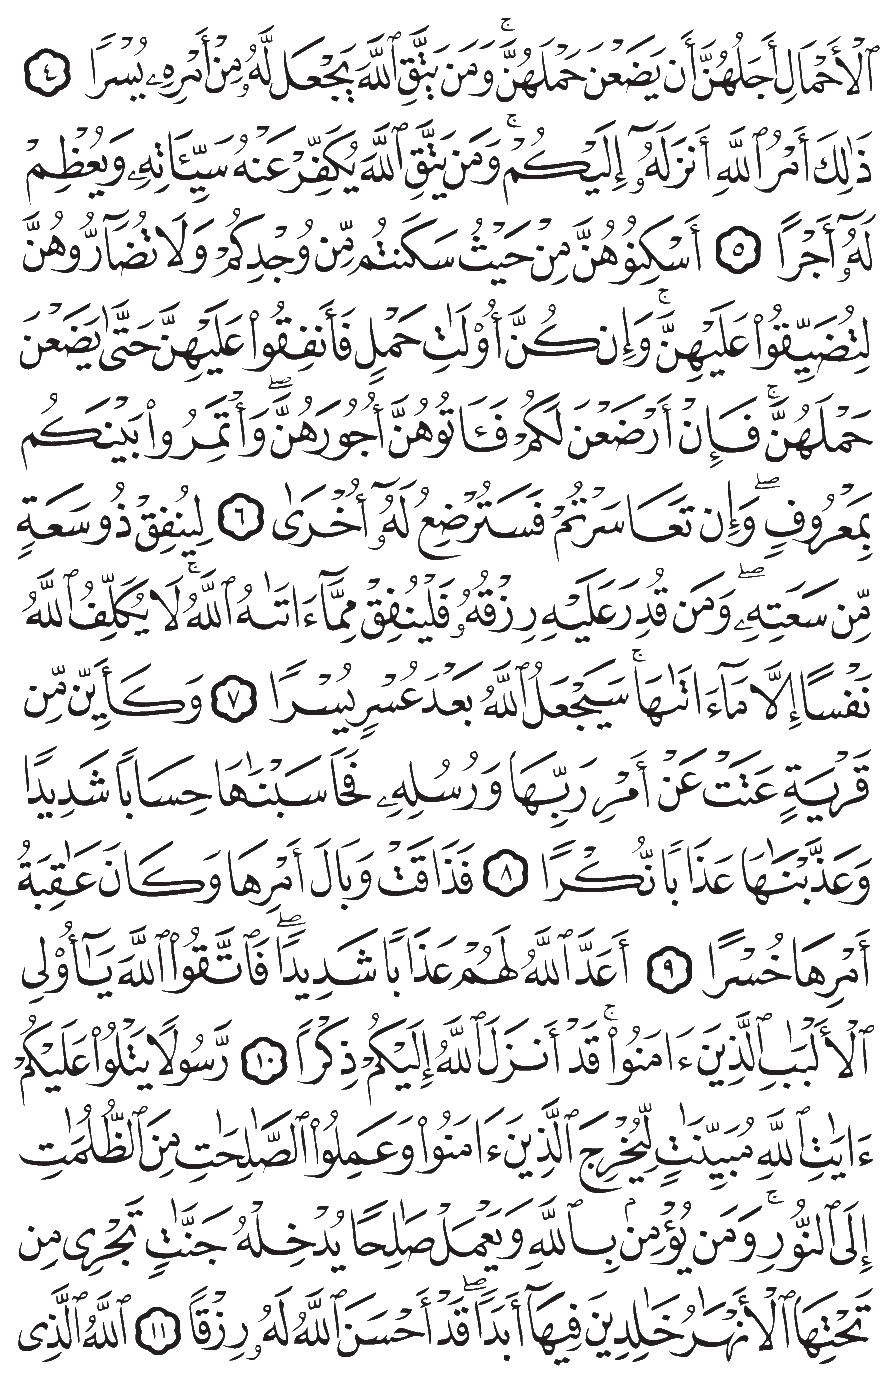 ٱلۡأَحۡمَالِ أَجَلُهُنَّ أَن يَضَعۡنَ حَمۡلَهُنَّۚ وَمَن يَتَّقِ ٱللَّهَ يَجۡعَل لَّهُۥ مِنۡ أَمۡرِهِۦ يُسۡرٗا ٤
ذَٰلِكَ أَمۡرُ ٱللَّهِ أَنزَلَهُۥٓ إِلَيۡكُمۡۚ وَمَن يَتَّقِ ٱللَّهَ يُكَفِّرۡ عَنۡهُ سَيِّـَٔاتِهِۦ وَيُعۡظِمۡ
لَهُۥٓ أَجۡرًا ٥ أَسۡكِنُوهُنَّ مِنۡ حَيۡثُ سَكَنتُم مِّن وُجۡدِكُمۡ وَلَا تُضَآرُّوهُنَّ
لِتُضَيِّقُواْ عَلَيۡهِنَّۚ وَإِن كُنَّ أُوْلَٰتِ حَمۡلٖ فَأَنفِقُواْ عَلَيۡهِنَّ حَتَّىٰ يَضَعۡنَ
حَمۡلَهُنَّۚ فَإِنۡ أَرۡضَعۡنَ لَكُمۡ فَـَٔاتُوهُنَّ أُجُورَهُنَّۖ وَأۡتَمِرُواْ بَيۡنَكُم
بِمَعۡرُوفٖۖ وَإِن تَعَاسَرۡتُمۡ فَسَتُرۡضِعُ لَهُۥٓ أُخۡرَىٰ ٦ لِيُنفِقۡ ذُو سَعَةٖ
مِّن سَعَتِهِۦۖ وَمَن قُدِرَ عَلَيۡهِ رِزۡقُهُۥ فَلۡيُنفِقۡ مِمَّآ ءَاتَىٰهُ ٱللَّهُۚ لَا يُكَلِّفُ ٱللَّهُ
نَفۡسًا إِلَّا مَآ ءَاتَىٰهَاۚ سَيَجۡعَلُ ٱللَّهُ بَعۡدَ عُسۡرٖ يُسۡرٗا ٧ وَكَأَيِّن مِّن
قَرۡيَةٍ عَتَتۡ عَنۡ أَمۡرِ رَبِّهَا وَرُسُلِهِۦ فَحَاسَبۡنَٰهَا حِسَابٗا شَدِيدٗا
وَعَذَّبۡنَٰهَا عَذَابٗا نُّكۡرٗا ٨ فَذَاقَتۡ وَبَالَ أَمۡرِهَا وَكَانَ عَٰقِبَةُ
أَمۡرِهَا خُسۡرًا ٩ أَعَدَّ ٱللَّهُ لَهُمۡ عَذَابٗا شَدِيدٗاۖ فَٱتَّقُواْ ٱللَّهَ يَٰٓأُوْلِي
ٱلۡأَلۡبَٰبِ ٱلَّذِينَ ءَامَنُواْۚ قَدۡ أَنزَلَ ٱللَّهُ إِلَيۡكُمۡ ذِكۡرٗا ١٠ رَّسُولٗا يَتۡلُواْ عَلَيۡكُمۡ
ءَايَٰتِ ٱللَّهِ مُبَيِّنَٰتٖ لِّيُخۡرِجَ ٱلَّذِينَ ءَامَنُواْ وَعَمِلُواْ ٱلصَّٰلِحَٰتِ مِنَ ٱلظُّلُمَٰتِ
إِلَى ٱلنُّورِۚ وَمَن يُؤۡمِنۢ بِٱللَّهِ وَيَعۡمَلۡ صَٰلِحٗا يُدۡخِلۡهُ جَنَّٰتٖ تَجۡرِي مِن
تَحۡتِهَا ٱلۡأَنۡهَٰرُ خَٰلِدِينَ فِيهَآ أَبَدٗاۖ قَدۡ أَحۡسَنَ ٱللَّهُ لَهُۥ رِزۡقًا ١١ ٱللَّهُ ٱلَّذِي